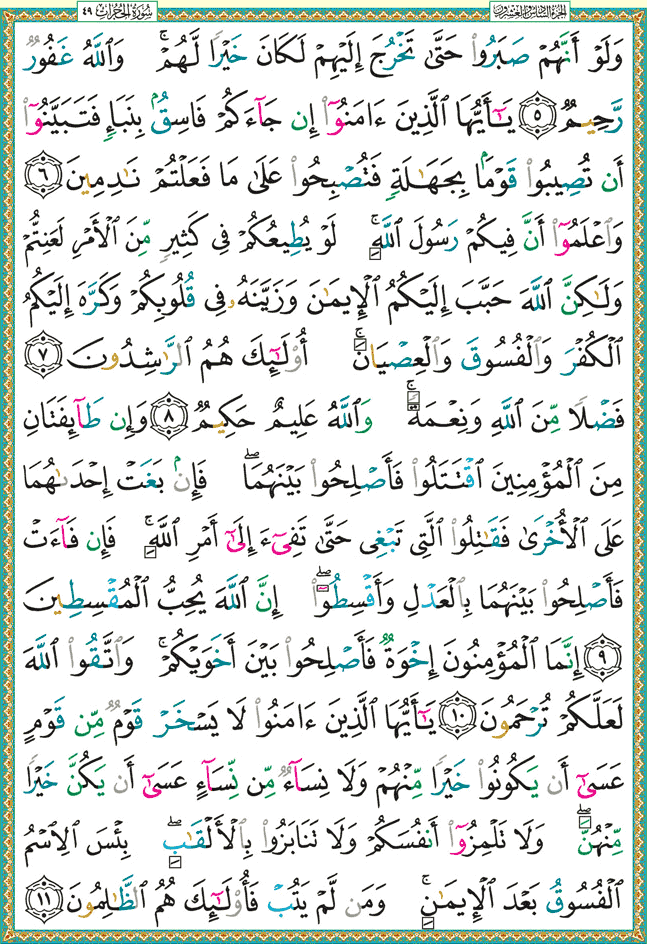 الجزء السادس والعشرون
سورة الحجرات ٤٩
وَلَوْ أَنَّهُمْ صَبَرُوا۟ حَتَّىٰ تَخْرُجَ إِلَيْهِمْ لَكَانَ خَيْرًا لَّهُمْ ۚ وَٱللَّهُ غَفُورٌ
رَّحِيمٌ ٥ يَـٰٓأَيُّهَا ٱلَّذِينَ ءَامَنُوٓا۟ إِن جَآءَكُمْ فَاسِقٌۢ بِنَبَإٍ فَتَبَيَّنُوٓا۟
أَن تُصِيبُوا۟ قَوْمًۢا بِجَهَـٰلَةٍ فَتُصْبِحُوا۟ عَلَىٰ مَا فَعَلْتُمْ نَـٰدِمِينَ ٦
وَٱعْلَمُوٓا۟ أَنَّ فِيكُمْ رَسُولَ ٱللَّهِ ۚ لَوْ يُطِيعُكُمْ فِى كَثِيرٍ مِّنَ ٱلْأَمْرِ لَعَنِتُّمْ
وَلَـٰكِنَّ ٱللَّهَ حَبَّبَ إِلَيْكُمُ ٱلْإِيمَـٰنَ وَزَيَّنَهُۥ فِى قُلُوبِكُمْ وَكَرَّهَ إِلَيْكُمُ
ٱلْكُفْرَ وَٱلْفُسُوقَ وَٱلْعِصْيَانَ ۚ أُو۟لَـٰٓئِكَ هُمُ ٱلرَّٰشِدُونَ ٧
فَضْلًا مِّنَ ٱللَّهِ وَنِعْمَةً ۚ وَٱللَّهُ عَلِيمٌ حَكِيمٌ ٨ وَإِن طَآئِفَتَانِ
مِنَ ٱلْمُؤْمِنِينَ ٱقْتَتَلُوا۟ فَأَصْلِحُوا۟ بَيْنَهُمَا ۖ فَإِنۢ بَغَتْ إِحْدَىٰهُمَا
عَلَى ٱلْأُخْرَىٰ فَقَـٰتِلُوا۟ ٱلَّتِى تَبْغِى حَتَّىٰ تَفِىٓءَ إِلَىٰٓ أَمْرِ ٱللَّهِ ۚ فَإِن فَآءَتْ
فَأَصْلِحُوا۟ بَيْنَهُمَا بِٱلْعَدْلِ وَأَقْسِطُوٓا۟ ۖ إِنَّ ٱللَّهَ يُحِبُّ ٱلْمُقْسِطِينَ
٩ إِنَّمَا ٱلْمُؤْمِنُونَ إِخْوَةٌ فَأَصْلِحُوا۟ بَيْنَ أَخَوَيْكُمْ ۚ وَٱتَّقُوا۟ ٱللَّهَ
لَعَلَّكُمْ تُرْحَمُونَ ١٠ يَـٰٓأَيُّهَا ٱلَّذِينَ ءَامَنُوا۟ لَا يَسْخَرْ قَوْمٌ مِّن قَوْمٍ
عَسَىٰٓ أَن يَكُونُوا۟ خَيْرًا مِّنْهُمْ وَلَا نِسَآءٌ مِّن نِّسَآءٍ عَسَىٰٓ أَن يَكُنَّ خَيْرًا
مِّنْهُنَّ ۖ وَلَا تَلْمِزُوٓا۟ أَنفُسَكُمْ وَلَا تَنَابَزُوا۟ بِٱلْأَلْقَـٰبِ ۖ بِئْسَ ٱلِٱسْمُ
ٱلْفُسُوقُ بَعْدَ ٱلْإِيمَـٰنِ ۚ وَمَن لَّمْ يَتُبْ فَأُو۟لَـٰٓئِكَ هُمُ ٱلظَّـٰلِمُونَ ١١